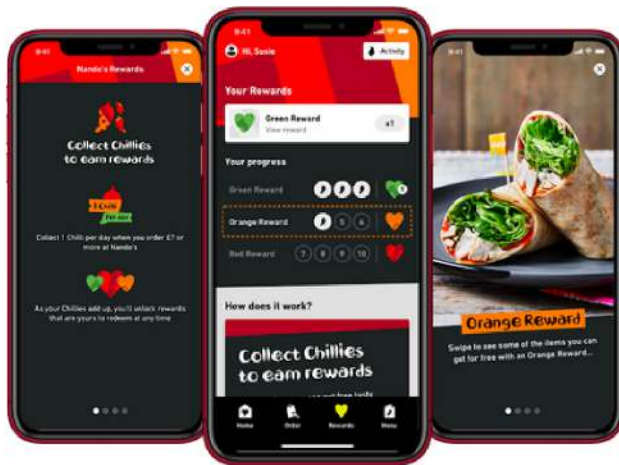 9:41
Nando's Rewards
Collect Chillies
to earn rewards
1 Chilli
Per day
Collect 1 Chilli per day when you order £7 or
more at Nando's
As your Chillies add up, you'll unlock rewards
that are yours to redeem at any time
9:41
Hi, Susie
Activity
Your Rewards
Green Reward
View reward
x1
Your progress
Green Reward
Orange Reward
5 6
Red Reward
7 8 9 10
How does it work?
Collect Chillies
to earn rewards
Home
Order
Rewards
Menu
9:41
Orange Reward
Swipe to see some of the items you can
get for free with an Orange Reward...